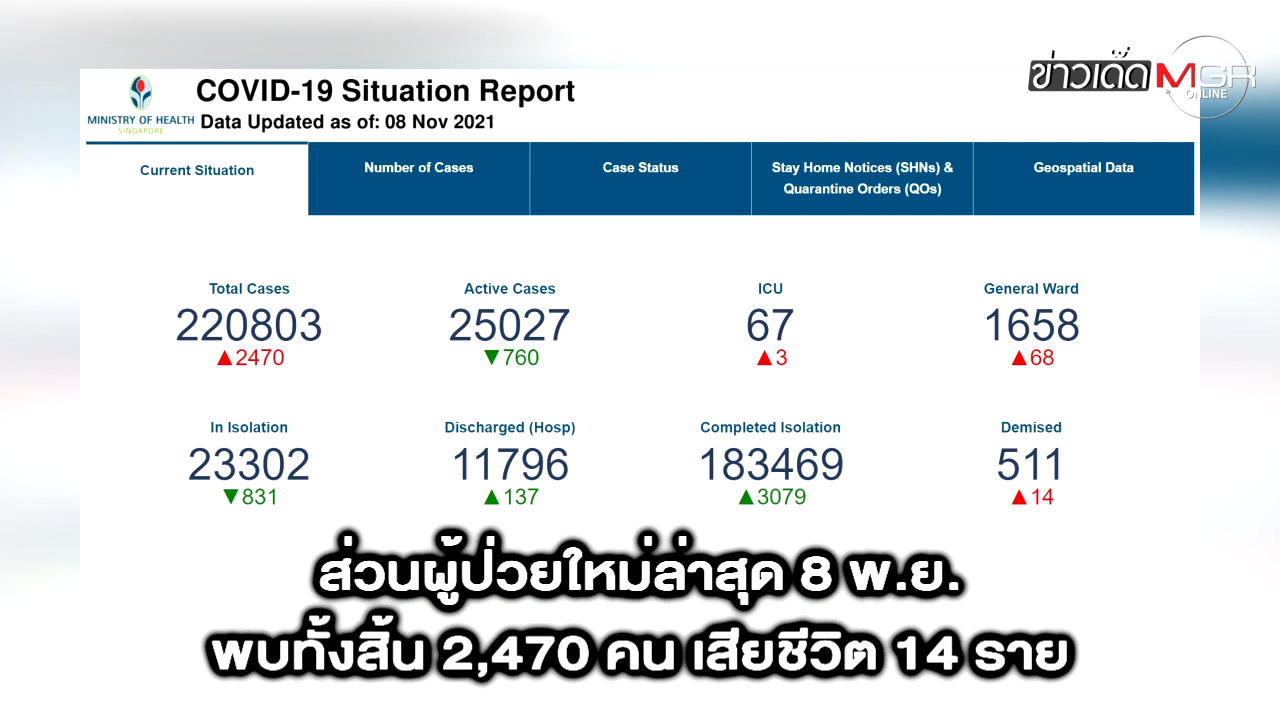 ข่าวเด็ด MGR ONLINE
COVID-19 Situation Report
MINISTRY OF HEALTH
SINGAPORE
Data Updated as of: 08 Nov 2021
Current Situation
Number of Cases
Case Status
Stay Home Notices (SHNs) &
Quarantine Orders (QOs)
Geospatial Data
Total Cases
220803
▲2470
Active Cases
25027
▼760
ICU
67
▲3
General Ward
1658
▲68
In Isolation
23302
▼831
Discharged (Hosp)
11796
▲137
Completed Isolation
183469
▲3079
Demised
511
▲14
ส่วนผู้ป่วยใหม่ล่าสุด 8 พ.ย.
พบทั้งสิ้น 2,470 คน เสียชีวิต 14 ราย